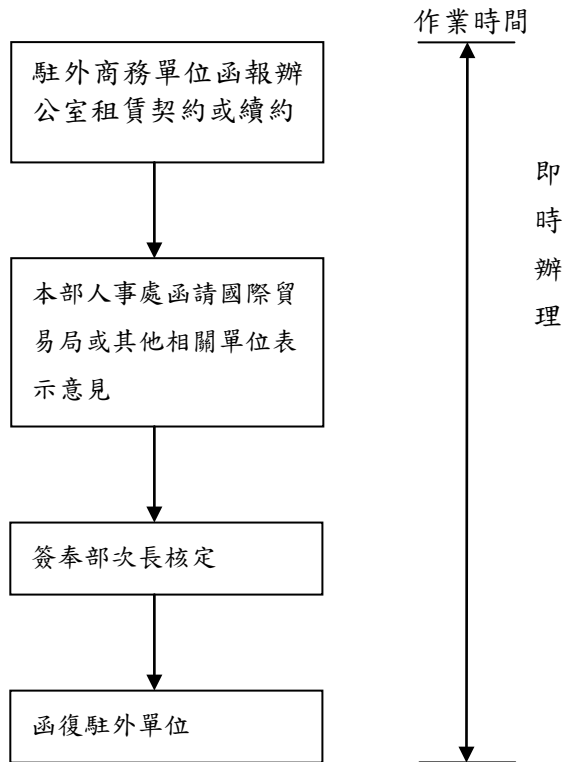 作業時間
駐外商務單位函報辦
公室租賃契約或續約
即
時
辦
理
本部人事處函請國際貿
易局或其他相關單位表
示意見
簽奉部次長核定
函復駐外單位